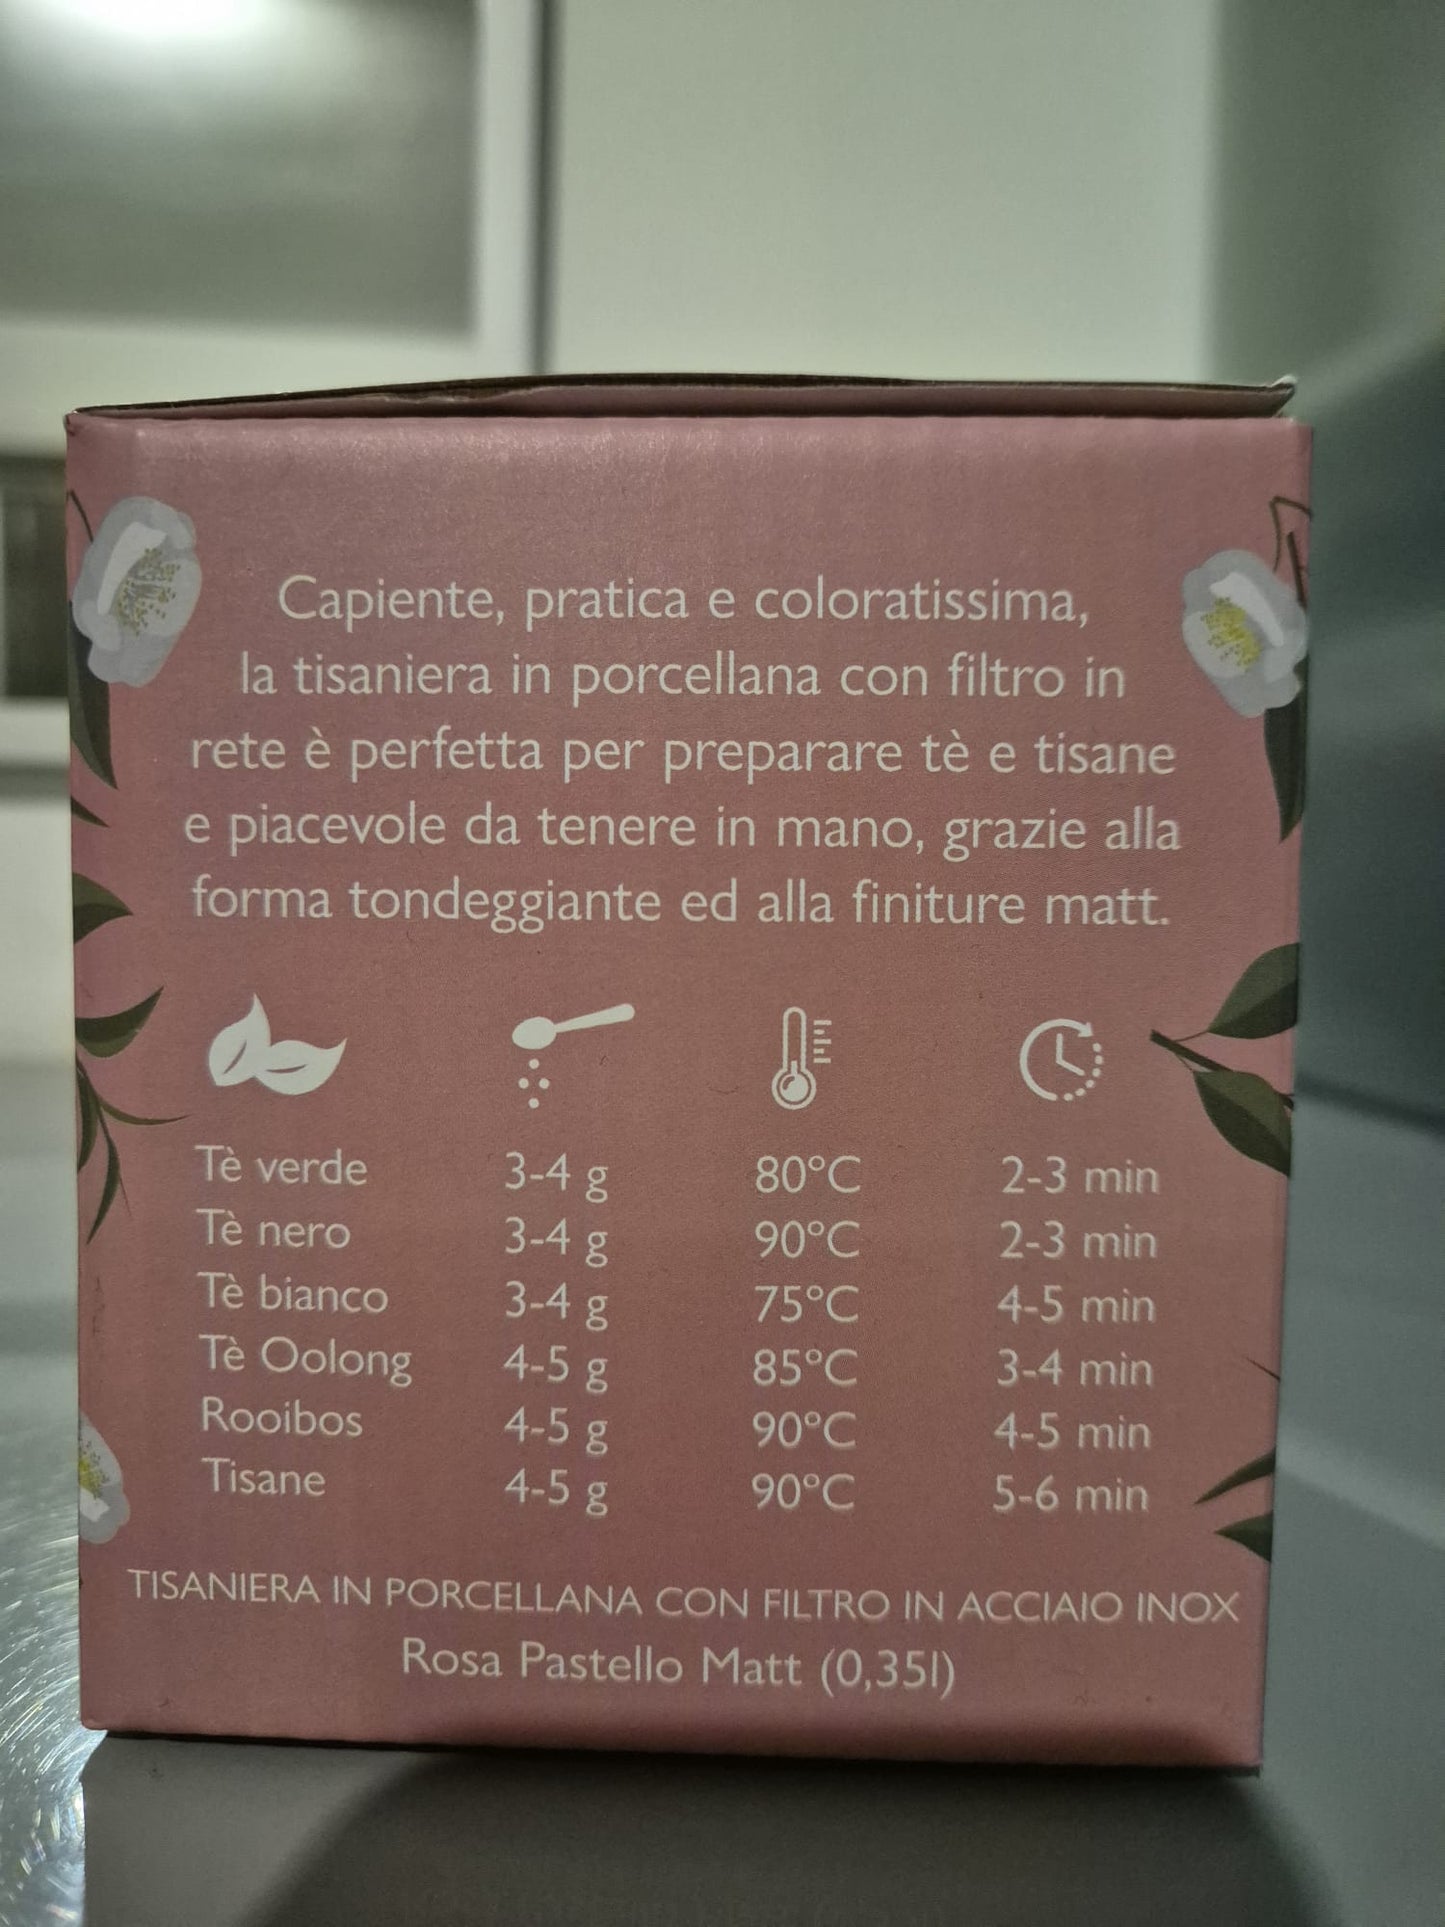 Capiente, pratica e coloratissima,
la tisaniera in porcellana con filtro in
rete è perfetta per preparare tè e tisane
e piacevole da tenere in mano, grazie alla
forma tondeggiante ed alla finiture matt.
Tè verde 3-4 g 80°C 2-3 min
Tè nero 3-4 g 90°C 2-3 min
Tè bianco 3-4 g 75°C 4-5 min
Tè Oolong 4-5 g 85°C 3-4 min
Rooibos 4-5 g 90°C 4-5 min
Tisane 4-5 g 90°C 5-6 min
TISANIERA IN PORCELLANA CON FILTRO IN ACCIAIO INOX
Rosa Pastello Matt (0,35l)